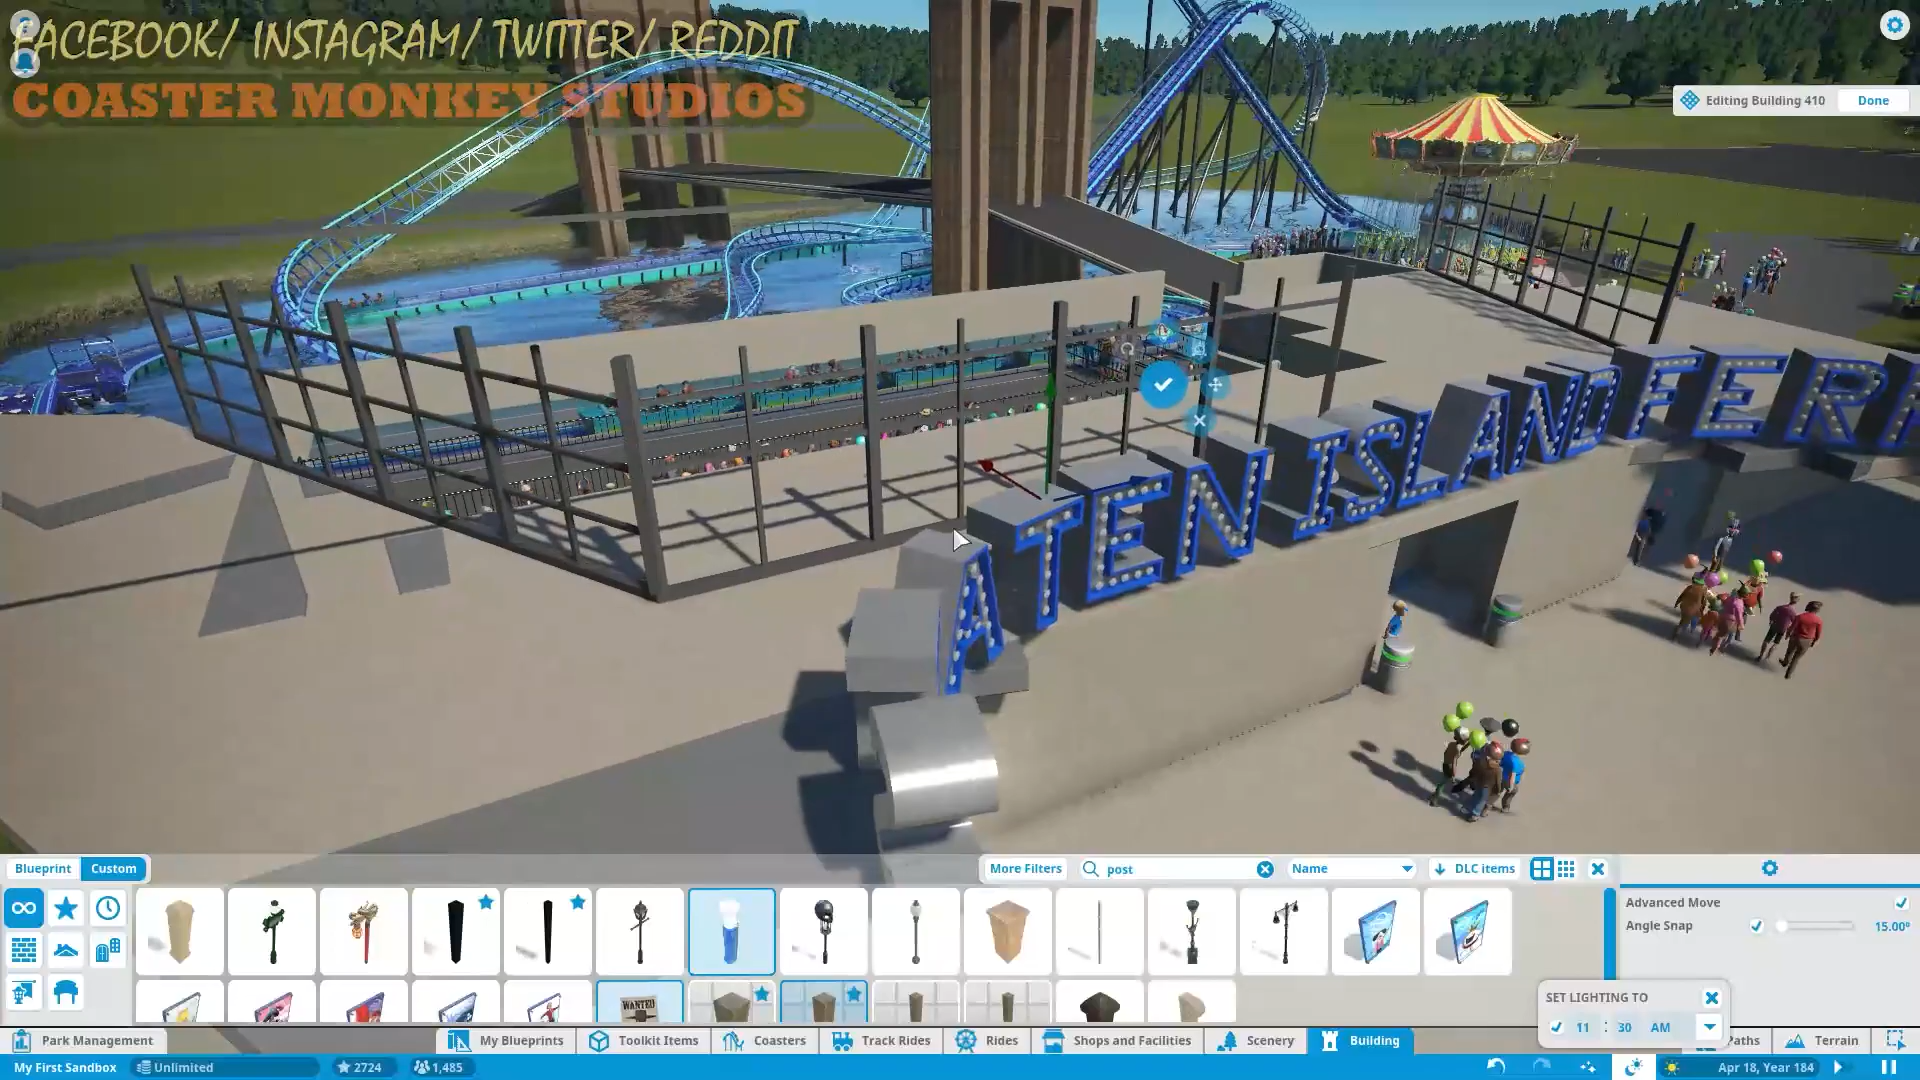 FACEBOOK/ INSTAGRAM/ TWITTER/ REDDIT
COASTER MONKEY STUDIOS
Editing Building 410
Done
ATEN ISLAND FER
Blueprint
Custom
More Filters
post
Name
DLC items
Advanced Move
Angle Snap
15.00°
WANTED
SET LIGHTING TO
11 : 30 AM
Park Management
My Blueprints
Toolkit Items
Coasters
Track Rides
Rides
Shops and Facilities
Scenery
Building
Paths
Terrain
My First Sandbox
Unlimited
2724
1,485
Apr 18, Year 184